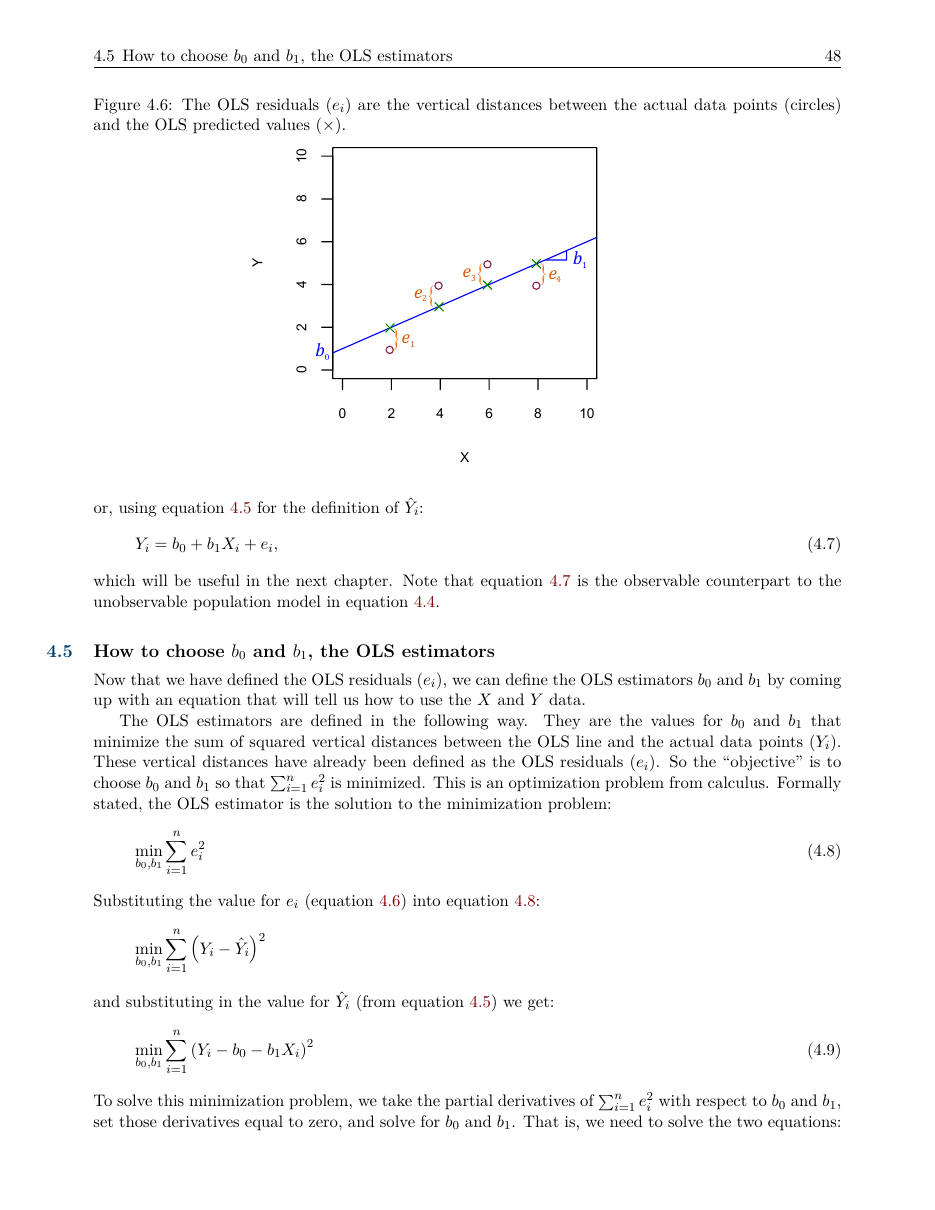 4.5 How to choose b₀ and b₁, the OLS estimators 48
Figure 4.6: The OLS residuals (eᵢ) are the vertical distances between the actual data points (circles)
and the OLS predicted values (×).
10
8
6
4
2
0
Y
b₀
e₁
e₂
e₃
e₄
b₁
0 2 4 6 8 10
X
or, using equation 4.5 for the definition of Ŷᵢ:
Yᵢ = b₀ + b₁Xᵢ + eᵢ, (4.7)
which will be useful in the next chapter. Note that equation 4.7 is the observable counterpart to the
unobservable population model in equation 4.4.
4.5 How to choose b₀ and b₁, the OLS estimators
Now that we have defined the OLS residuals (eᵢ), we can define the OLS estimators b₀ and b₁ by coming
up with an equation that will tell us how to use the X and Y data.
The OLS estimators are defined in the following way. They are the values for b₀ and b₁ that
minimize the sum of squared vertical distances between the OLS line and the actual data points (Yᵢ).
These vertical distances have already been defined as the OLS residuals (eᵢ). So the “objective” is to
choose b₀ and b₁ so that ∑ⁿᵢ₌₁ eᵢ² is minimized. This is an optimization problem from calculus. Formally
stated, the OLS estimator is the solution to the minimization problem:
min b₀,b₁ ∑ⁿᵢ₌₁ eᵢ² (4.8)
Substituting the value for eᵢ (equation 4.6) into equation 4.8:
min b₀,b₁ ∑ⁿᵢ₌₁ (Yᵢ − Ŷᵢ)²
and substituting in the value for Ŷᵢ (from equation 4.5) we get:
min b₀,b₁ ∑ⁿᵢ₌₁ (Yᵢ − b₀ − b₁Xᵢ)² (4.9)
To solve this minimization problem, we take the partial derivatives of ∑ⁿᵢ₌₁ eᵢ² with respect to b₀ and b₁,
set those derivatives equal to zero, and solve for b₀ and b₁. That is, we need to solve the two equations: